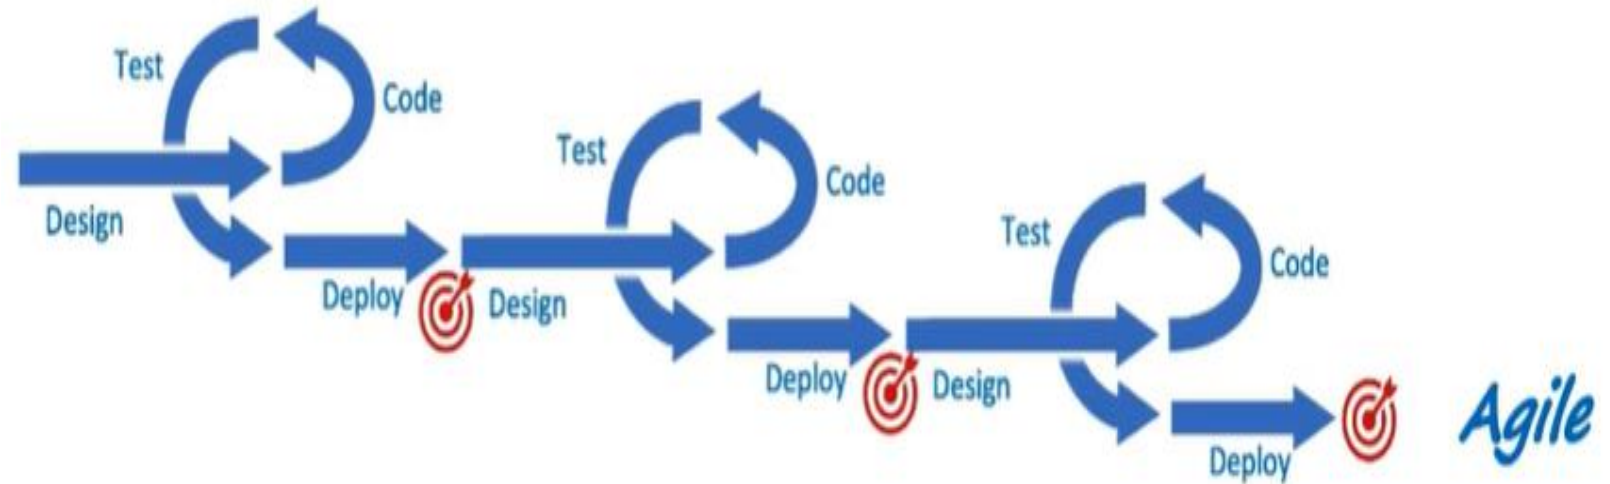 Test
Code
Design
Deploy
Test
Code
Design
Deploy
Test
Code
Design
Deploy
Agile